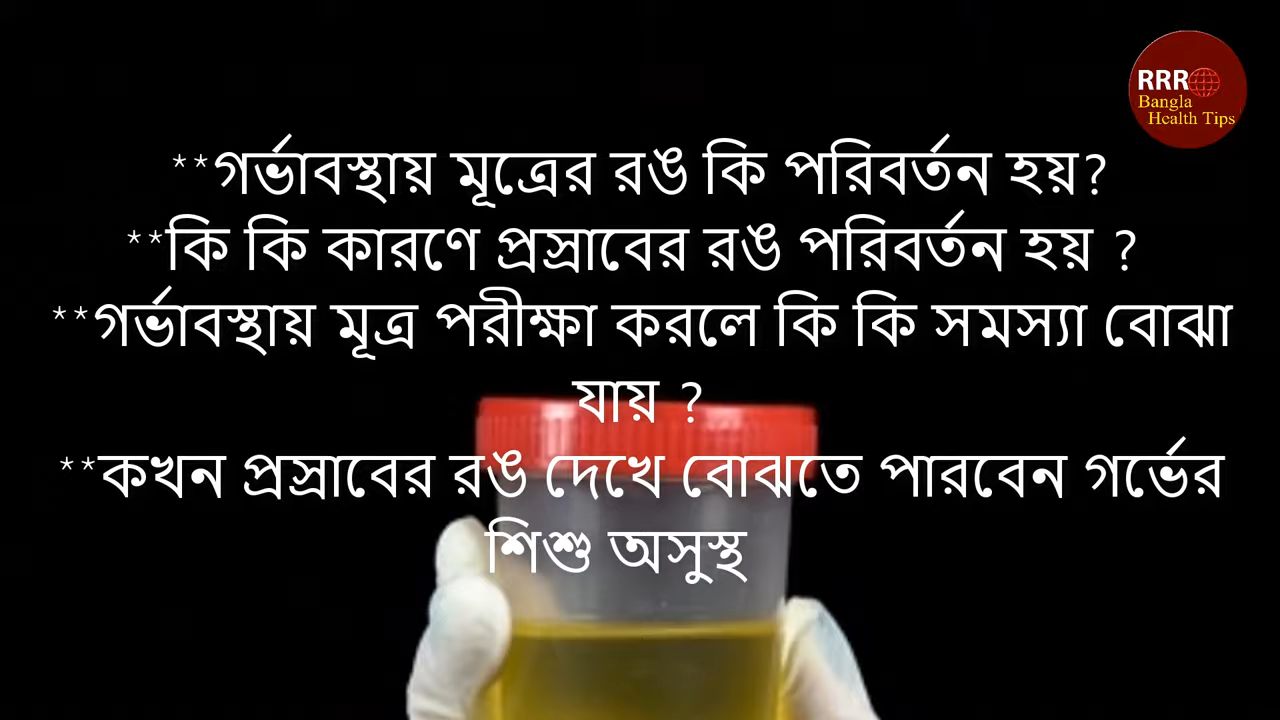 RRR
Bangla
Health Tips
**গর্ভাবস্থায় মূত্রের রঙ কি পরিবর্তন হয়?
**কি কি কারণে প্রস্রাবের রঙ পরিবর্তন হয় ?
**গর্ভাবস্থায় মূত্র পরীক্ষা করলে কি কি সমস্যা বোঝা
যায় ?
**কখন প্রস্রাবের রঙ দেখে বোঝতে পারবেন গর্ভের
শিশু অসুস্থ